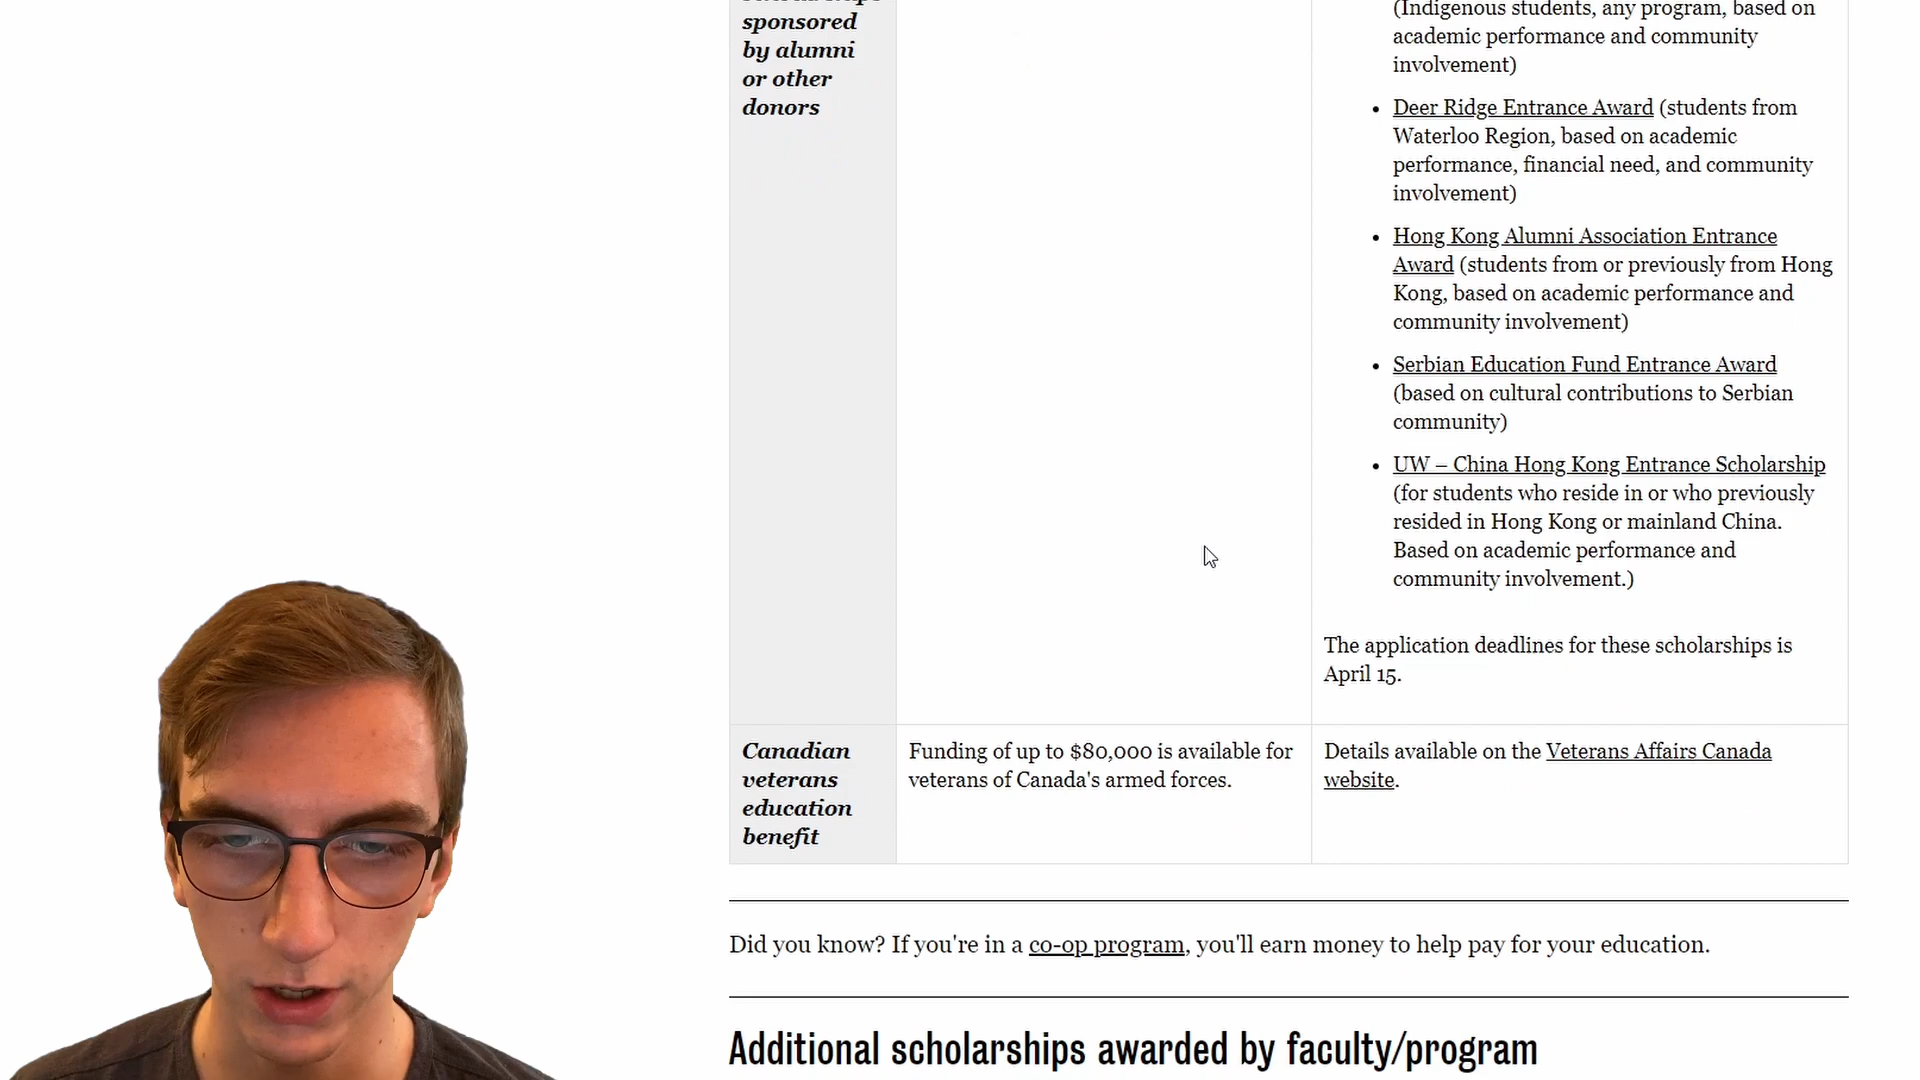 sponsored
by alumni
or other
donors
(Indigenous students, any program, based on
academic performance and community
involvement)
• Deer Ridge Entrance Award (students from
Waterloo Region, based on academic
performance, financial need, and community
involvement)
• Hong Kong Alumni Association Entrance
Award (students from or previously from Hong
Kong, based on academic performance and
community involvement)
• Serbian Education Fund Entrance Award
(based on cultural contributions to Serbian
community)
• UW – China Hong Kong Entrance Scholarship
(for students who reside in or who previously
resided in Hong Kong or mainland China.
Based on academic performance and
community involvement.)
The application deadlines for these scholarships is
April 15.
Canadian
veterans
education
benefit
Funding of up to $80,000 is available for
veterans of Canada's armed forces.
Details available on the Veterans Affairs Canada
website.
Did you know? If you're in a co-op program, you'll earn money to help pay for your education.
Additional scholarships awarded by faculty/program